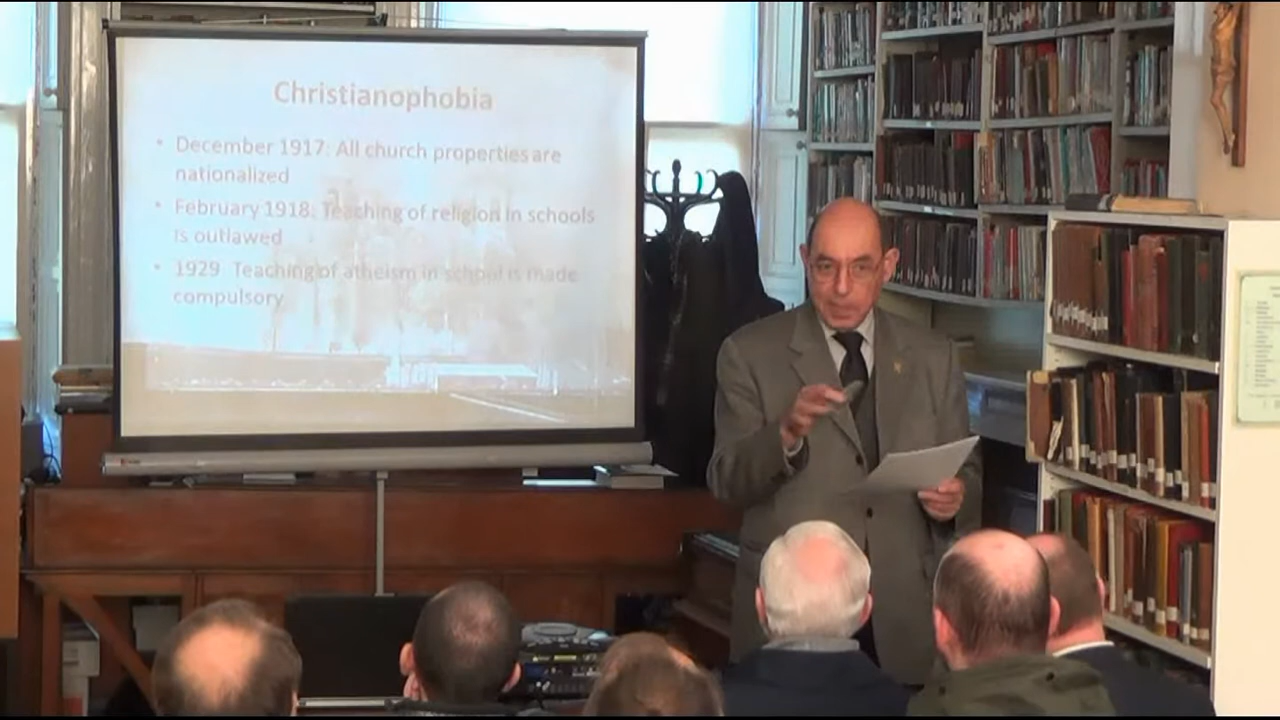 Christianophobia
• December 1917: All church properties are
nationalized
• February 1918: Teaching of religion in schools
is outlawed
• 1929 Teaching of atheism in school is made
compulsory